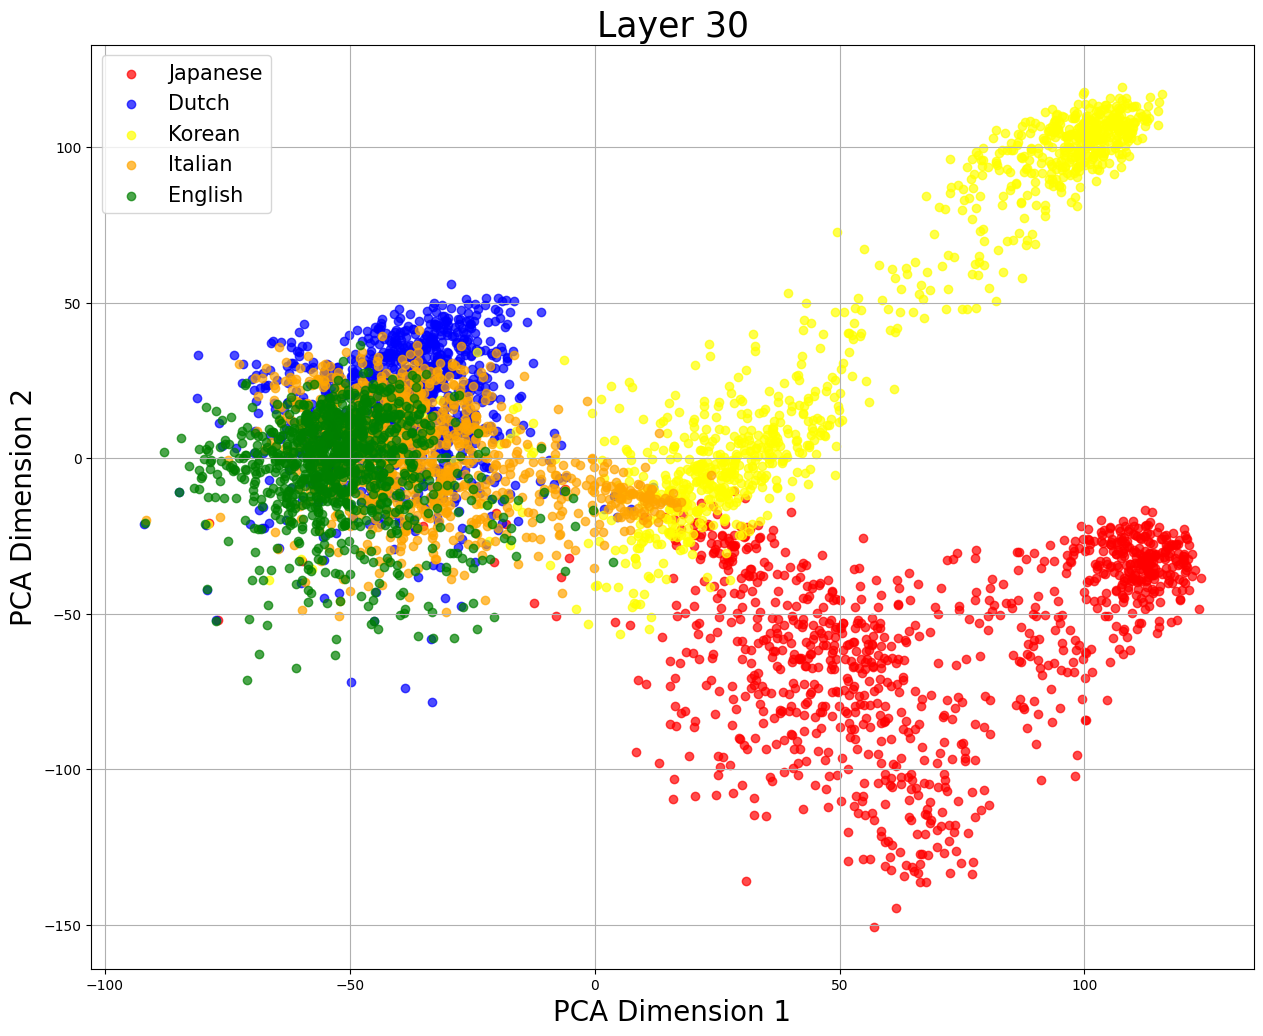 Layer 30
Japanese
Dutch
Korean
Italian
English
PCA Dimension 2
100
50
0
−50
−100
−150
−100
−50
0
50
100
PCA Dimension 1